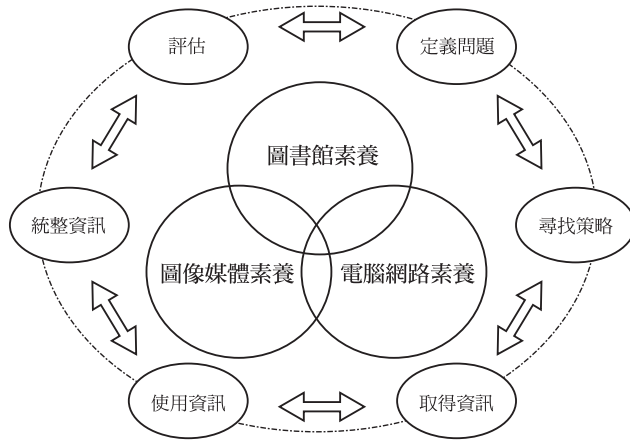 評估
定義問題
圖書館素養
統整資訊
尋找策略
圖像媒體素養
電腦網路素養
使用資訊
取得資訊